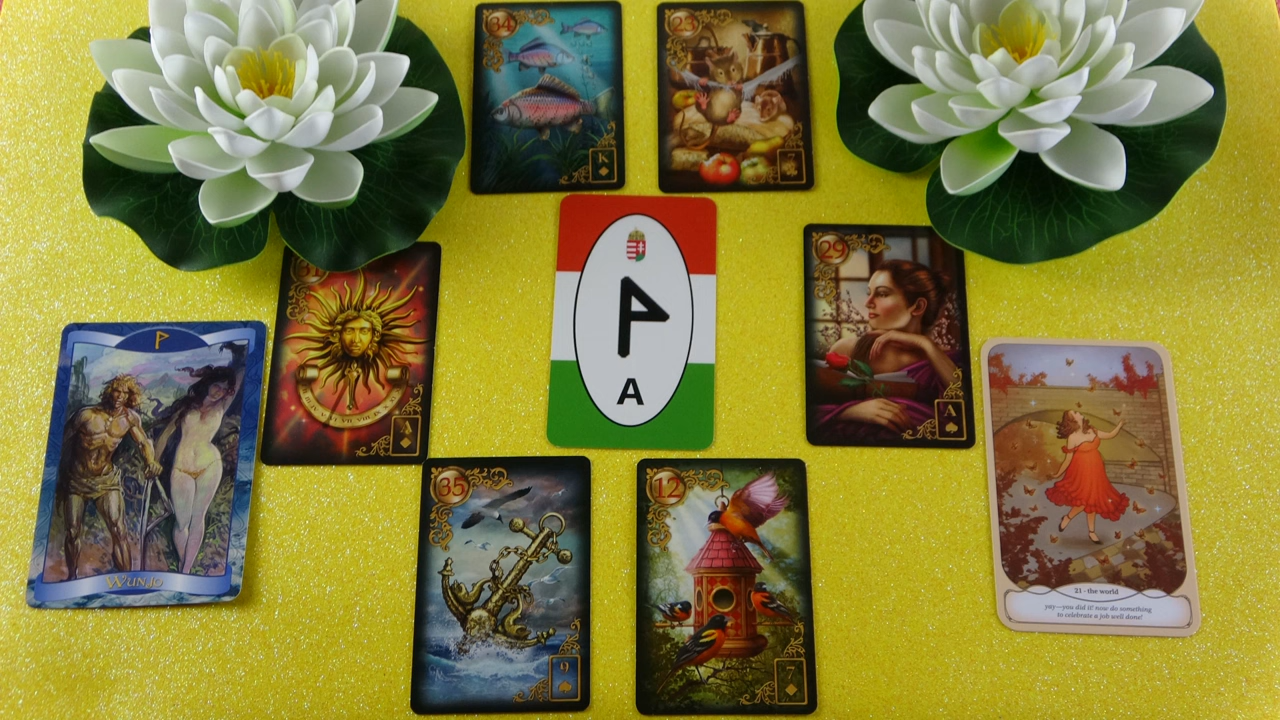 34
K
23
31
A
𐲀
A
29
A
ᚹ
WUNJO
35
9
12
7
21 - the world
yay—you did it! now do something
to celebrate a job well done!